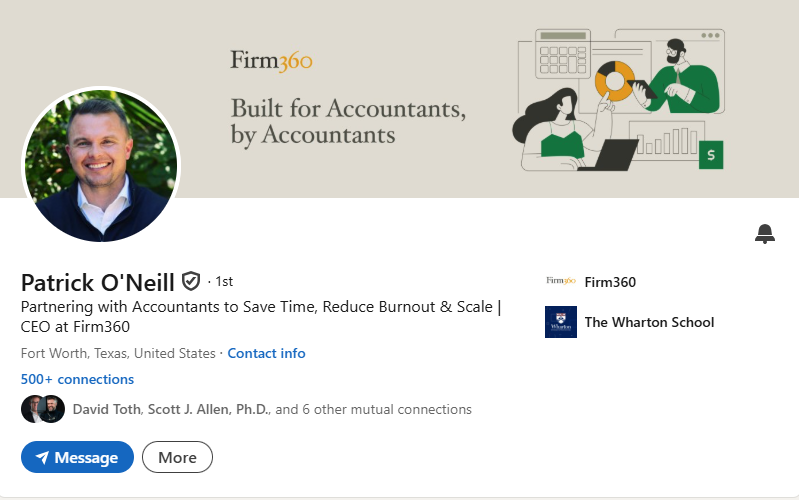 Firm360
Built for Accountants,
by Accountants
$
Patrick O'Neill · 1st
Partnering with Accountants to Save Time, Reduce Burnout & Scale |
CEO at Firm360
Fort Worth, Texas, United States · Contact info
500+ connections
David Toth, Scott J. Allen, Ph.D., and 6 other mutual connections
Message
More
Firm360
Firm360
Wharton
The Wharton School